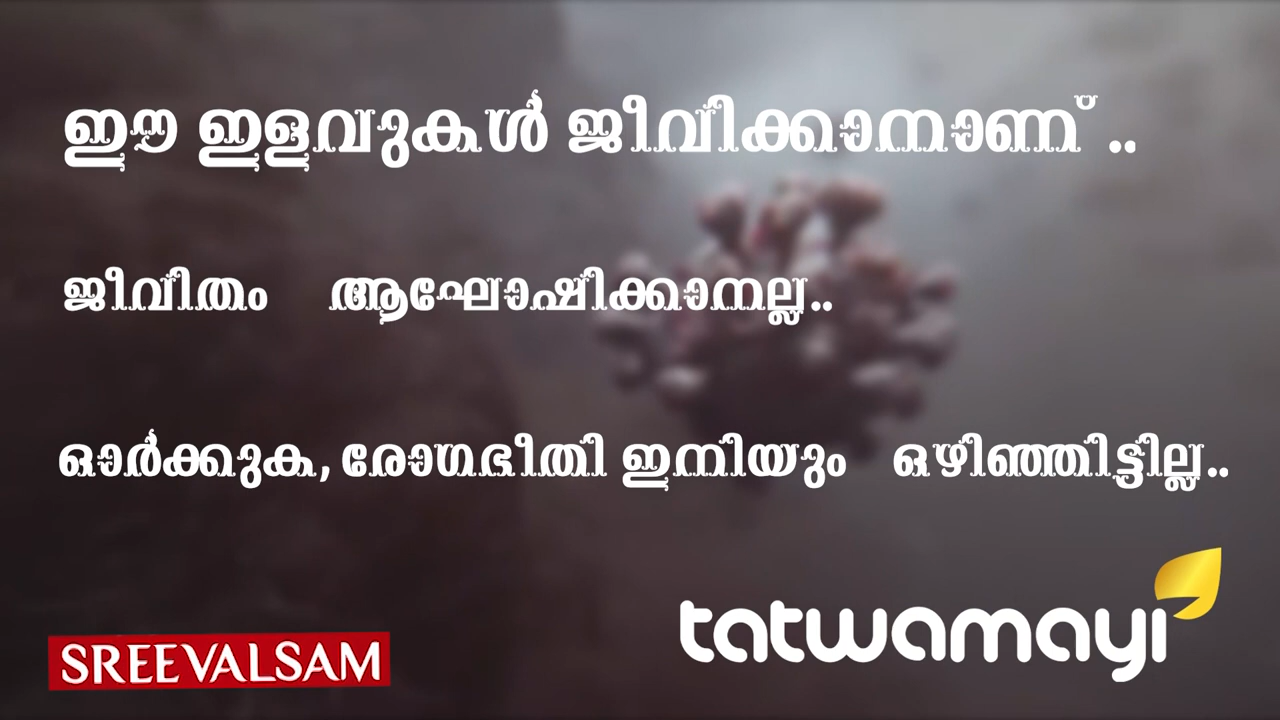 ഈ ഇളവുകൾ ജീവിക്കാനാണ് ..
ജീവിതം ആഘോഷിക്കാനല്ല..
ഓർക്കുക, രോഗഭീതി ഇനിയും ഒഴിഞ്ഞിട്ടില്ല..
tatwamayi
SREEVALSAM